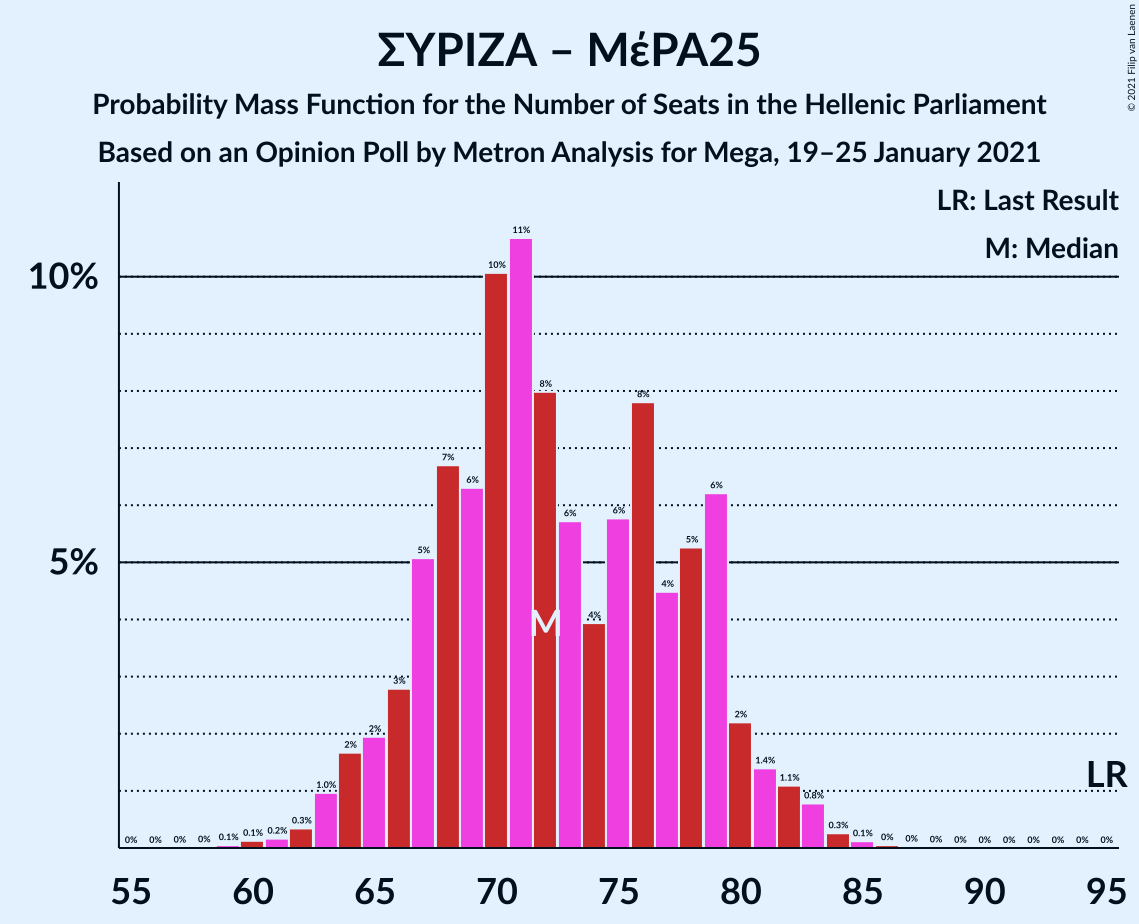 © 2021 Filip van Laenen
ΣΥΡΙΖΑ – ΜέΡΑ25
Probability Mass Function for the Number of Seats in the Hellenic Parliament
Based on an Opinion Poll by Metron Analysis for Mega, 19–25 January 2021
LR: Last Result
M: Median
10%
5%
0% 0% 0% 0% 0.1% 0.1% 0.2% 0.3% 1.0% 2% 2% 3% 5% 7% 6% 10% 11% 8% 6% 4% 6% 8% 4% 5% 6% 2% 1.4% 1.1% 0.8% 0.3% 0.1% 0% 0% 0% 0% 0% 0% 0% 0% 0% 0%
M
LR
55 60 65 70 75 80 85 90 95